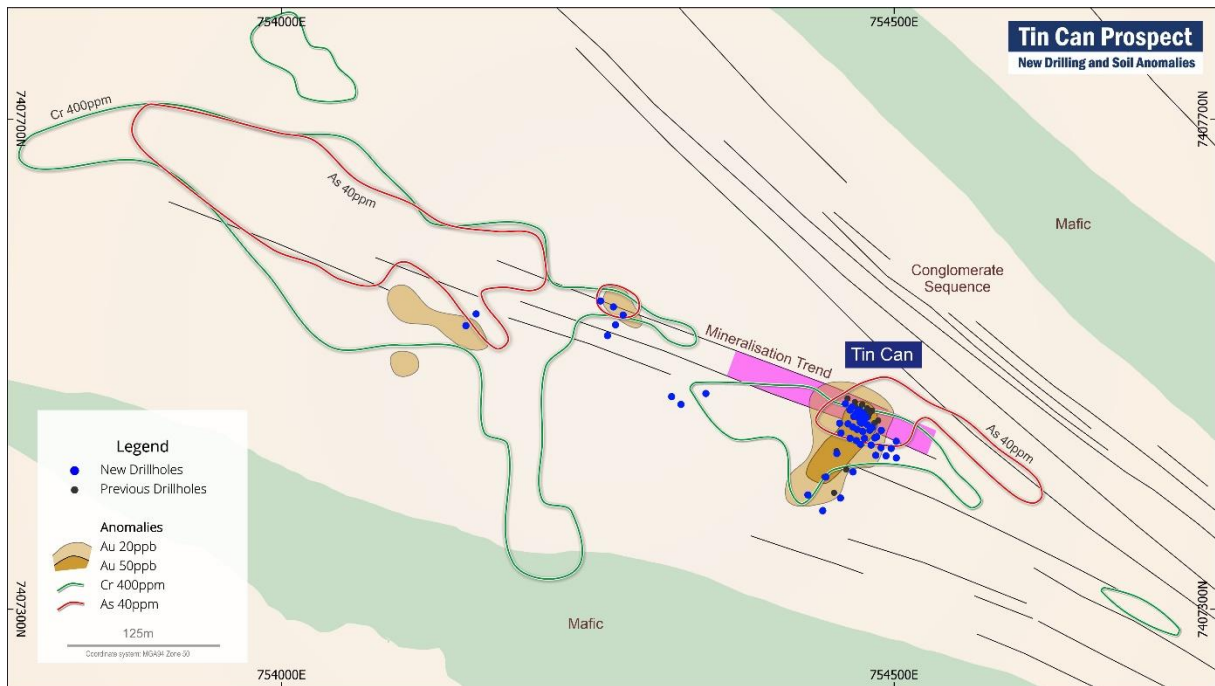 754000E
754500E
Tin Can Prospect
New Drilling and Soil Anomalies
Cr 400ppm
7407700N
7407700N
As 40ppm
Mafic
Conglomerate
Sequence
Mineralisation Trend
Tin Can
As 40ppm
Legend
New Drillholes
Previous Drillholes
Anomalies
Au 20ppb
Au 50ppb
Cr 400ppm
As 40ppm
125m
Coordinate system: MGA94 Zone 50
7407300N
7407300N
Mafic
754000E
754500E